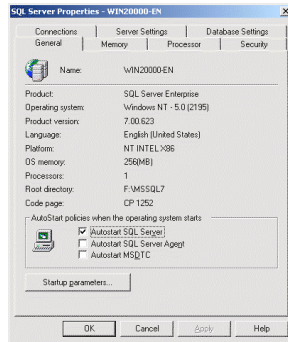 SQL Server Properties - WIN20000-EN
Connections Server Settings Database Settings
General Memory Processor Security
Name: WIN20000-EN
Product: SQL Server Enterprise
Operating system: Windows NT - 5.0 (2195)
Product version: 7.00.623
Language: English (United States)
Platform: NT INTEL X86
OS memory: 256(MB)
Processors: 1
Root directory: F:\MSSQL7
Code page: CP 1252
AutoStart policies when the operating system starts
Autostart SQL Server
Autostart SQL Server Agent
Autostart MSDTC
Startup parameters...
OK Cancel Apply Help